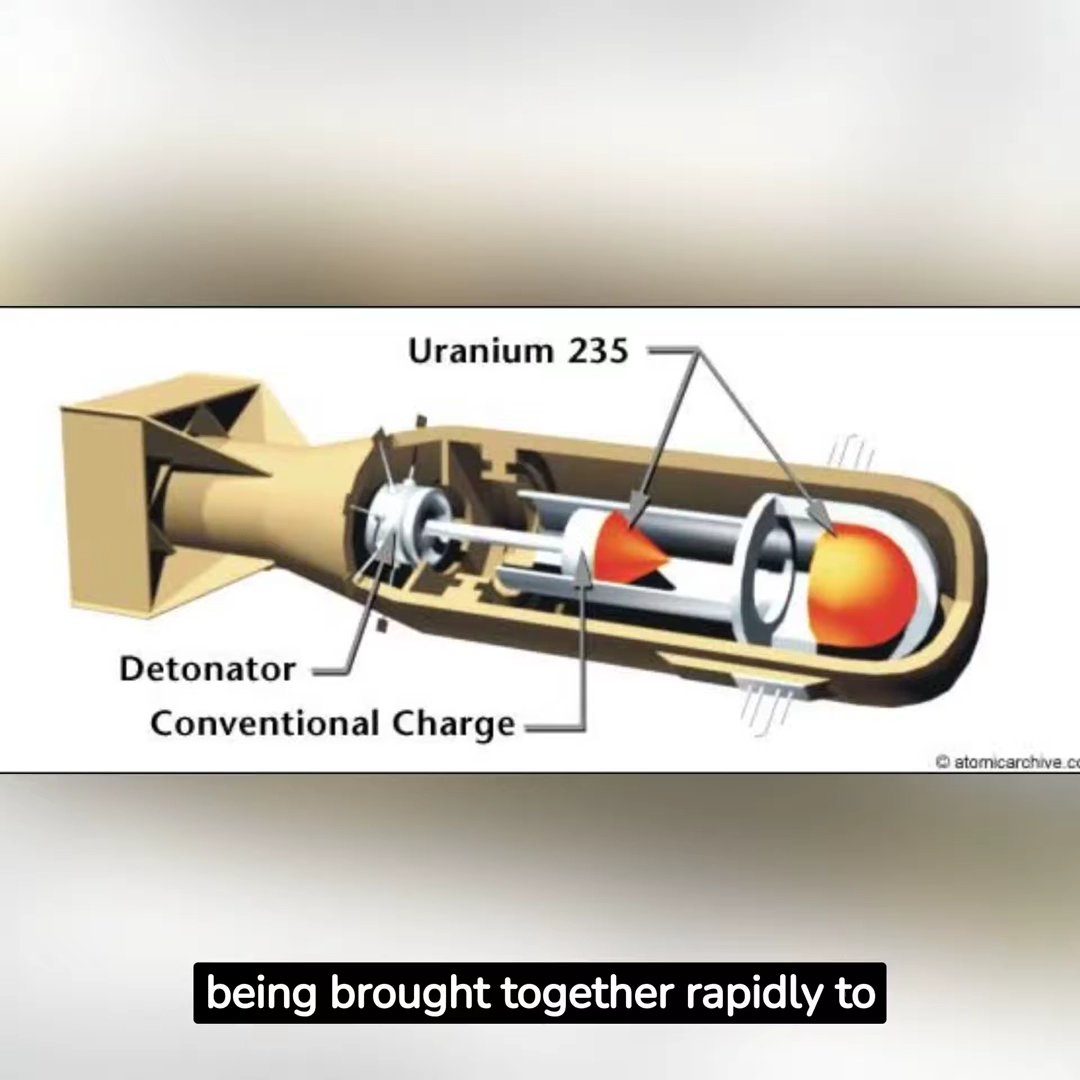 Uranium 235
Detonator
Conventional Charge
© atomicarchive.co
being brought together rapidly to